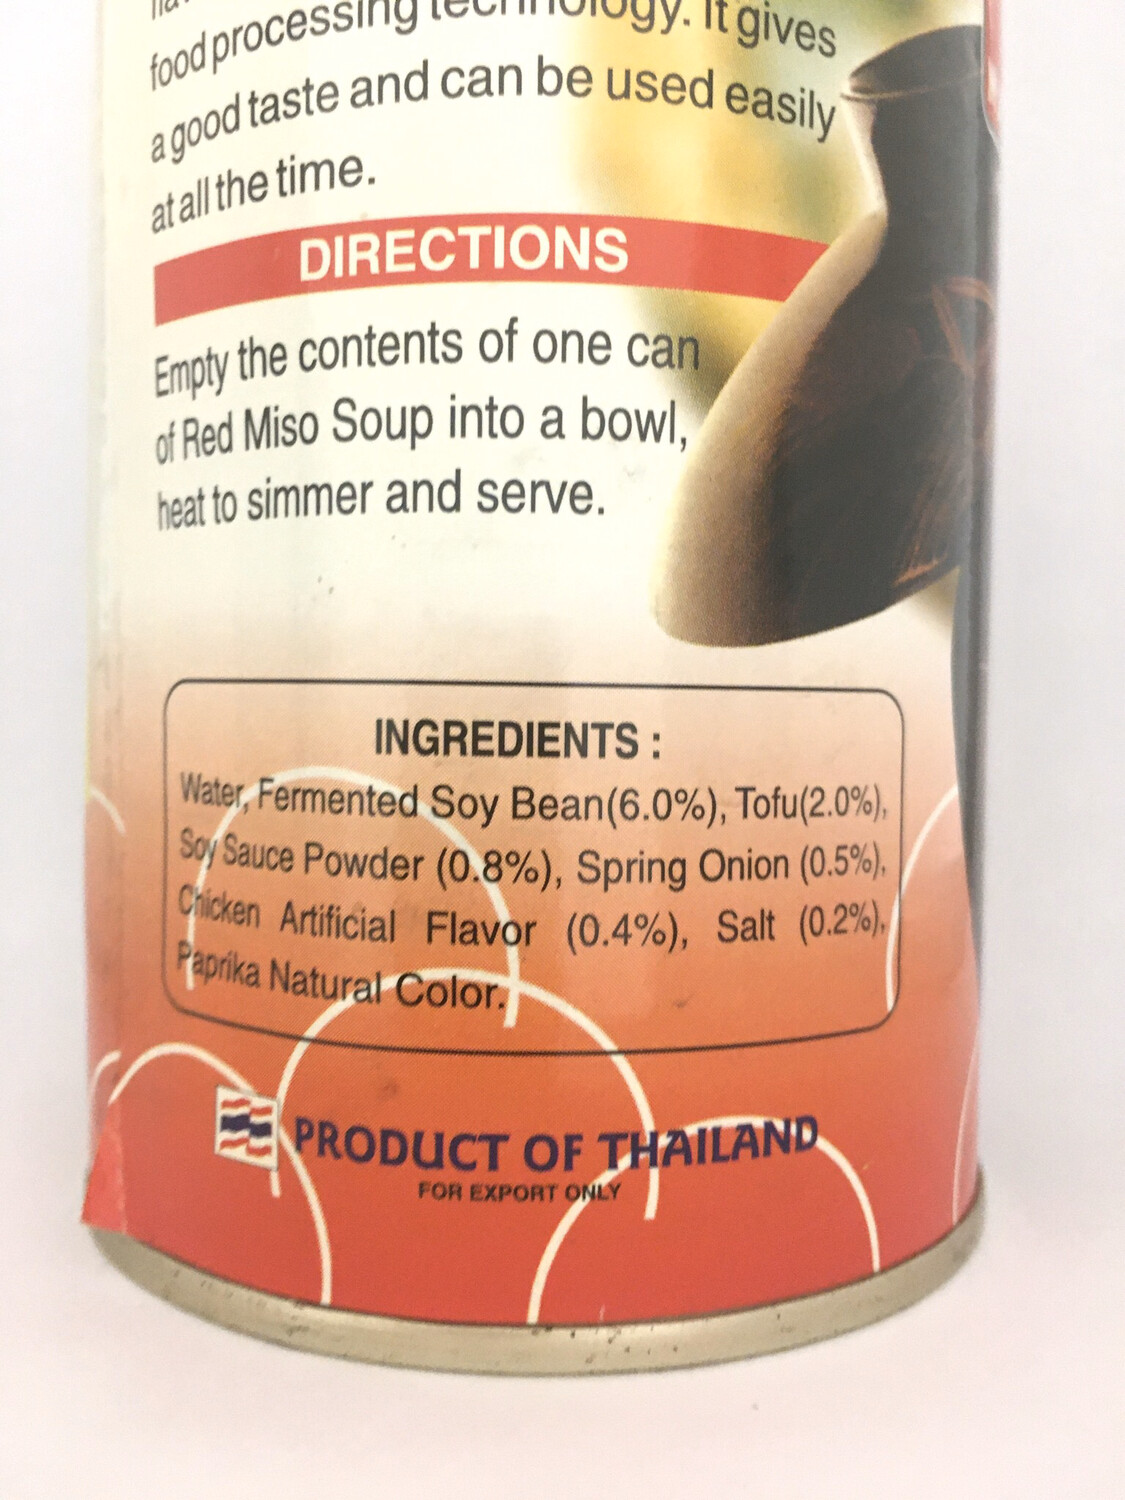 food processing technology. It gives
a good taste and can be used easily
at all the time.
DIRECTIONS
Empty the contents of one can
of Red Miso Soup into a bowl,
heat to simmer and serve.
INGREDIENTS :
Water, Fermented Soy Bean(6.0%), Tofu(2.0%),
Soy Sauce Powder (0.8%), Spring Onion (0.5%),
Chicken Artificial Flavor (0.4%), Salt (0.2%),
Paprika Natural Color.
PRODUCT OF THAILAND
FOR EXPORT ONLY